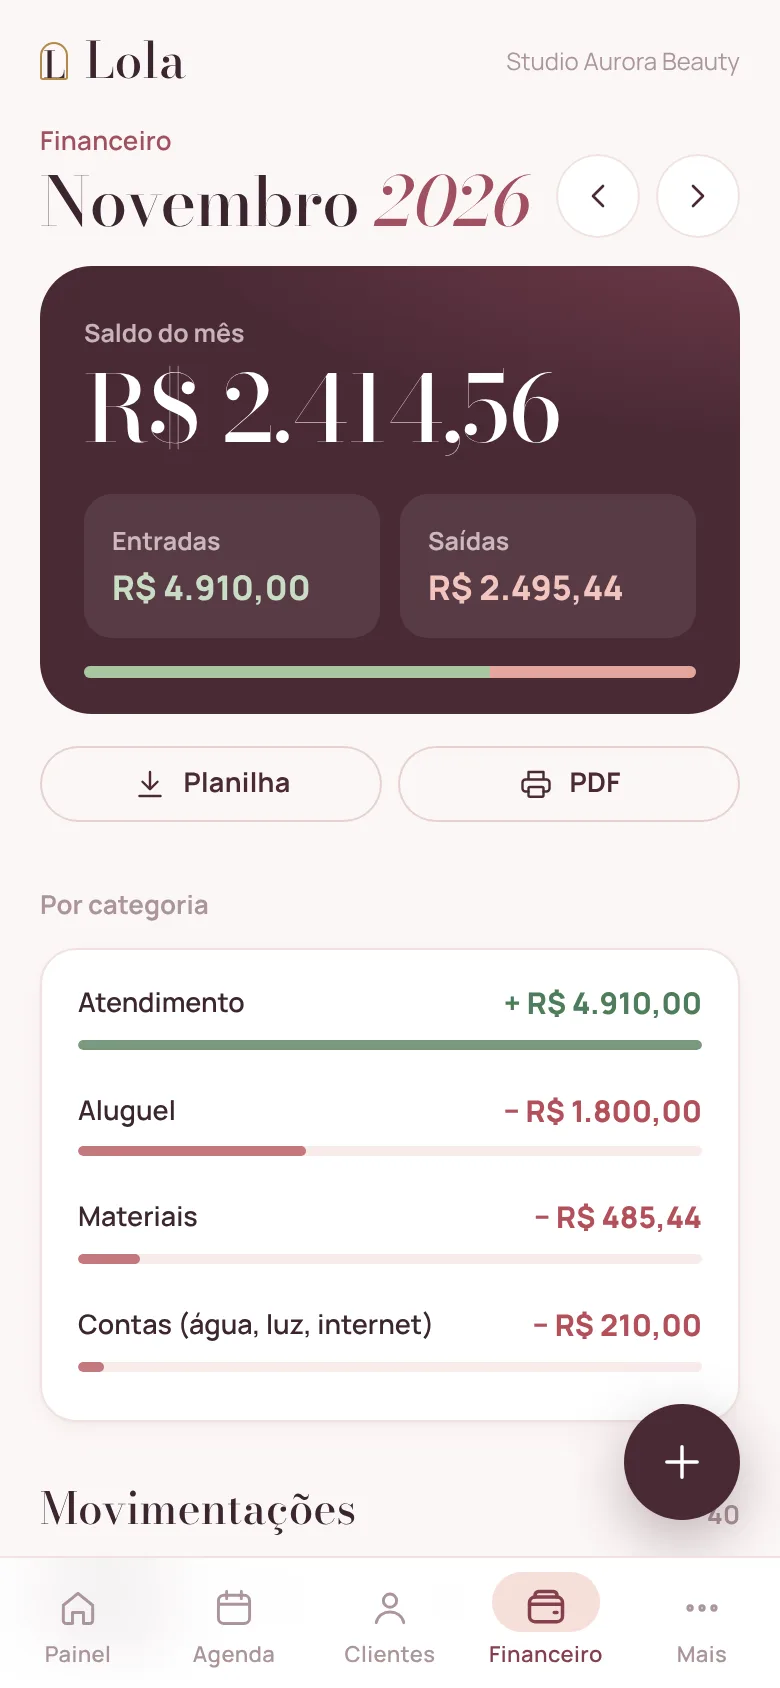 L Lola
Studio Aurora Beauty
Financeiro
Novembro 2026
Saldo do mês
R$ 2.414,56
Entradas
R$ 4.910,00
Saídas
R$ 2.495,44
Planilha
PDF
Por categoria
Atendimento
+ R$ 4.910,00
Aluguel
− R$ 1.800,00
Materiais
− R$ 485,44
Contas (água, luz, internet)
− R$ 210,00
Movimentações
40
Painel
Agenda
Clientes
Financeiro
Mais